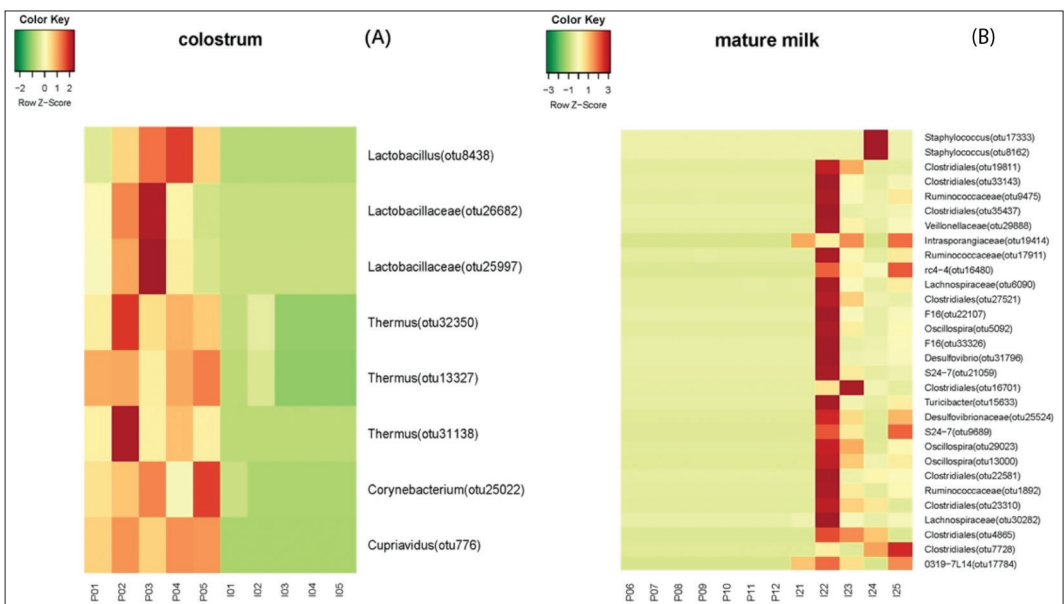 Color Key
−2 0 1 2
Row Z−Score
colostrum
(A)
Lactobacillus(otu8438)
Lactobacillaceae(otu26682)
Lactobacillaceae(otu25997)
Thermus(otu32350)
Thermus(otu13327)
Thermus(otu31138)
Corynebacterium(otu25022)
Cupriavidus(otu776)
P01 P02 P03 P04 P05 I01 I02 I03 I04 I05
Color Key
−3 −1 1 3
Row Z−Score
mature milk
(B)
Staphylococcus(otu17333)
Staphylococcus(otu8162)
Clostridiales(otu19811)
Clostridiales(otu33143)
Ruminococcaceae(otu9475)
Clostridiales(otu35437)
Veillonellaceae(otu29888)
Intrasporangiaceae(otu19414)
Ruminococcaceae(otu17911)
rc4−4(otu16480)
Lachnospiraceae(otu6090)
Clostridiales(otu27521)
F16(otu22107)
Oscillospira(otu5092)
F16(otu33326)
Desulfovibrio(otu31796)
S24−7(otu21059)
Clostridiales(otu16701)
Turicibacter(otu15633)
Desulfovibrionaceae(otu25524)
S24−7(otu9689)
Oscillospira(otu29023)
Oscillospira(otu13000)
Clostridiales(otu22581)
Ruminococcaceae(otu1892)
Clostridiales(otu23310)
Lachnospiraceae(otu30282)
Clostridiales(otu4865)
Clostridiales(otu7728)
0319−7L14(otu17784)
P06 P07 P08 P09 P10 P11 P12 I21 I22 I23 I24 I25